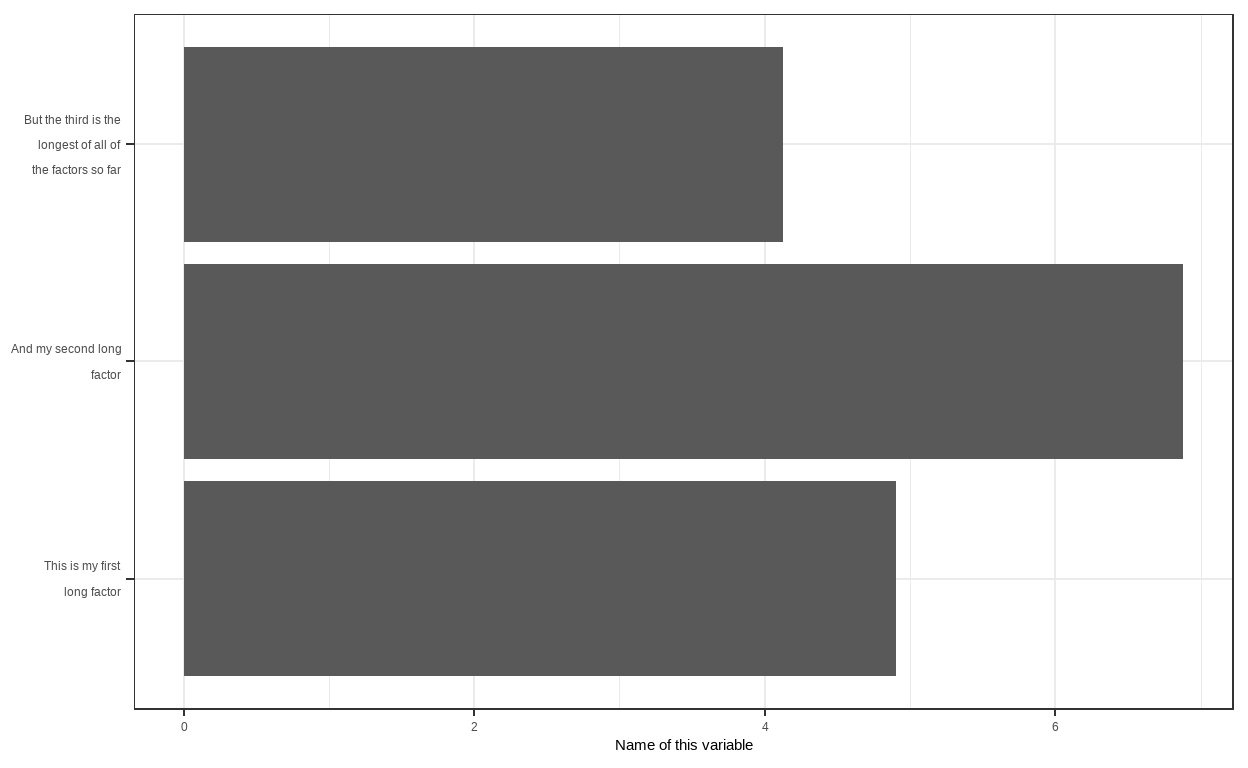 But the third is the
longest of all of
the factors so far
And my second long
factor
This is my first
long factor
0
2
4
6
Name of this variable